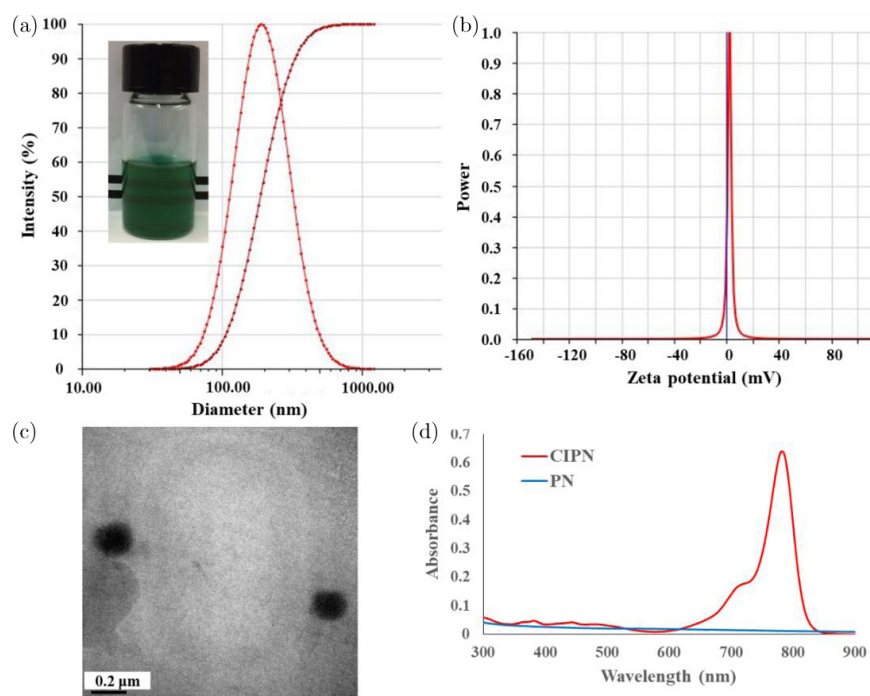 (a)
100
90
80
70
60
50
40
30
20
10
0
Intensity (%)
10.00 100.00 1000.00
Diameter (nm)
(b)
1.0
0.9
0.8
0.7
0.6
0.5
0.4
0.3
0.2
0.1
0.0
Power
-160 -120 -80 -40 0 40 80
Zeta potential (mV)
(c)
0.2 µm
(d)
0.7
0.6
0.5
0.4
0.3
0.2
0.1
0
Absorbance
CIPN
PN
300 400 500 600 700 800 900
Wavelength (nm)